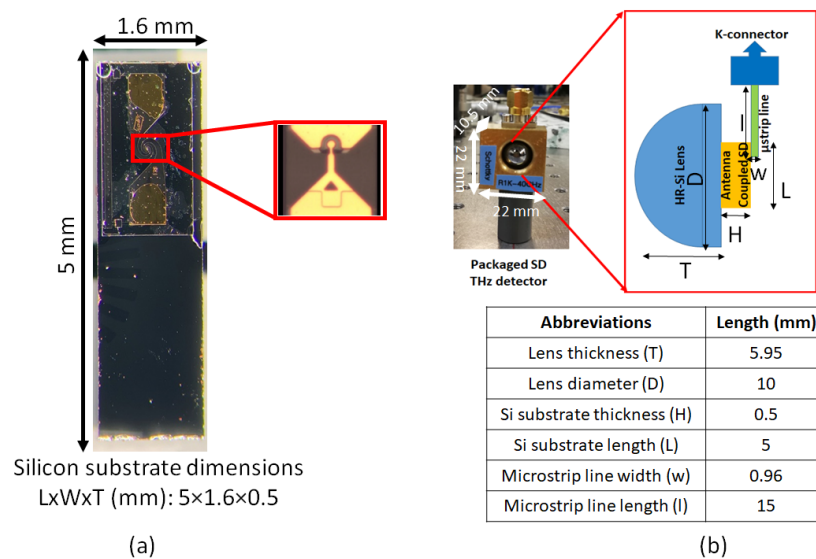 1.6 mm
5 mm
Silicon substrate dimensions
LxWxT (mm): 5×1.6×0.5
(a)
K-connector
µstrip line
l
W
L
HR-Si Lens
D
Antenna
Coupled SD
H
T
10.5 mm
22 mm
22 mm
Schottky
R1K-400Hz
Packaged SD
THz detector
Abbreviations Length (mm)
Lens thickness (T) 5.95
Lens diameter (D) 10
Si substrate thickness (H) 0.5
Si substrate length (L) 5
Microstrip line width (w) 0.96
Microstrip line length (l) 15
(b)